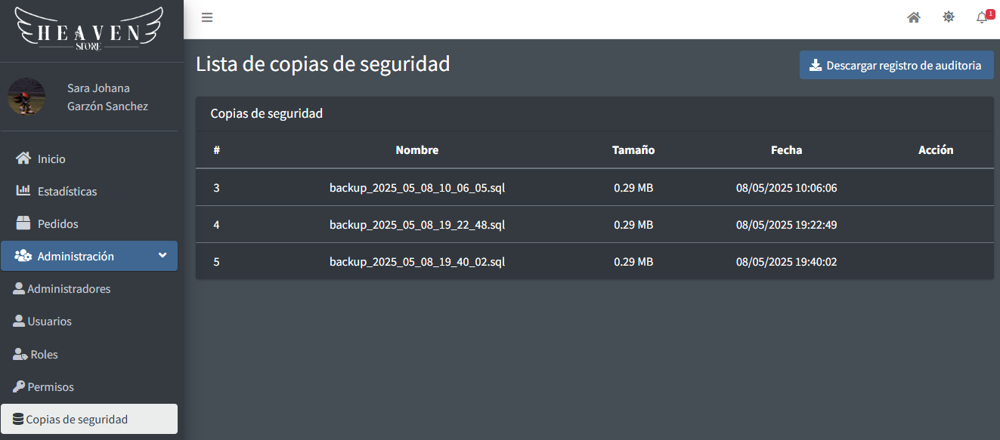 HEAVEN
STORE
1
Sara Johana
Garzón Sanchez
Inicio
Estadísticas
Pedidos
Administración
Administradores
Usuarios
Roles
Permisos
Copias de seguridad
Lista de copias de seguridad
Descargar registro de auditoria
Copias de seguridad
# Nombre Tamaño Fecha Acción
3 backup_2025_05_08_10_06_05.sql 0.29 MB 08/05/2025 10:06:06
4 backup_2025_05_08_19_22_48.sql 0.29 MB 08/05/2025 19:22:49
5 backup_2025_05_08_19_40_02.sql 0.29 MB 08/05/2025 19:40:02